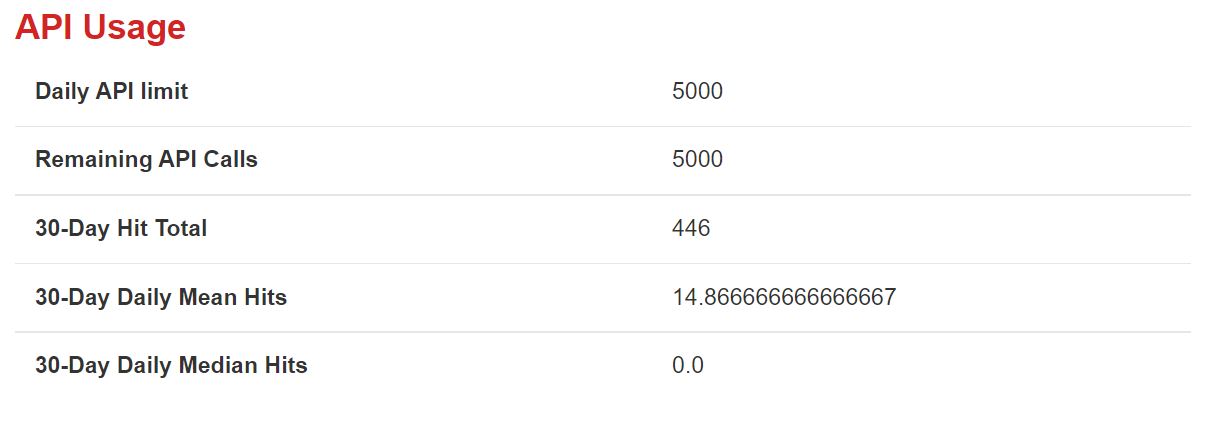 API Usage
Daily API limit 5000
Remaining API Calls 5000
30-Day Hit Total 446
30-Day Daily Mean Hits 14.866666666666667
30-Day Daily Median Hits 0.0